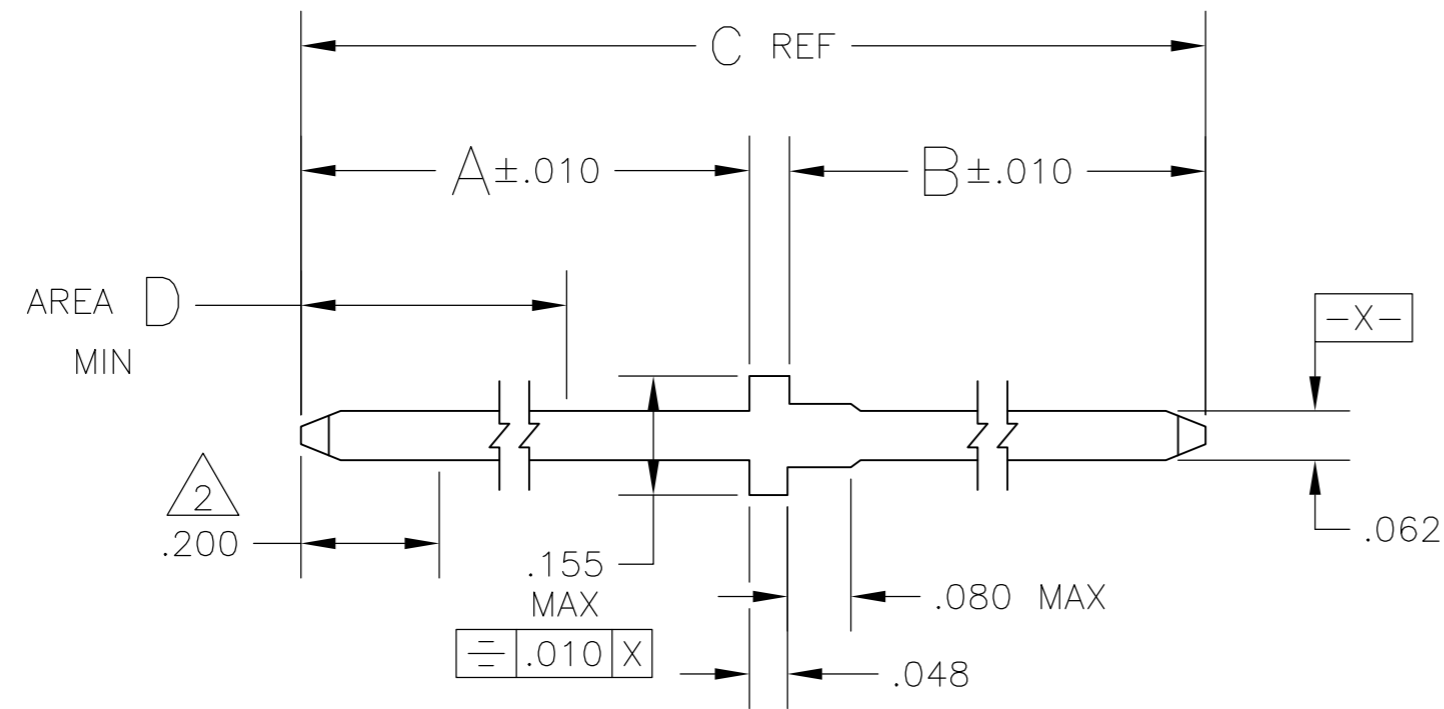 C REF
A±.010
B±.010
AREA D
MIN
-X-
2
.200
.155
MAX
⌯ .010 X
.080 MAX
.048
.062